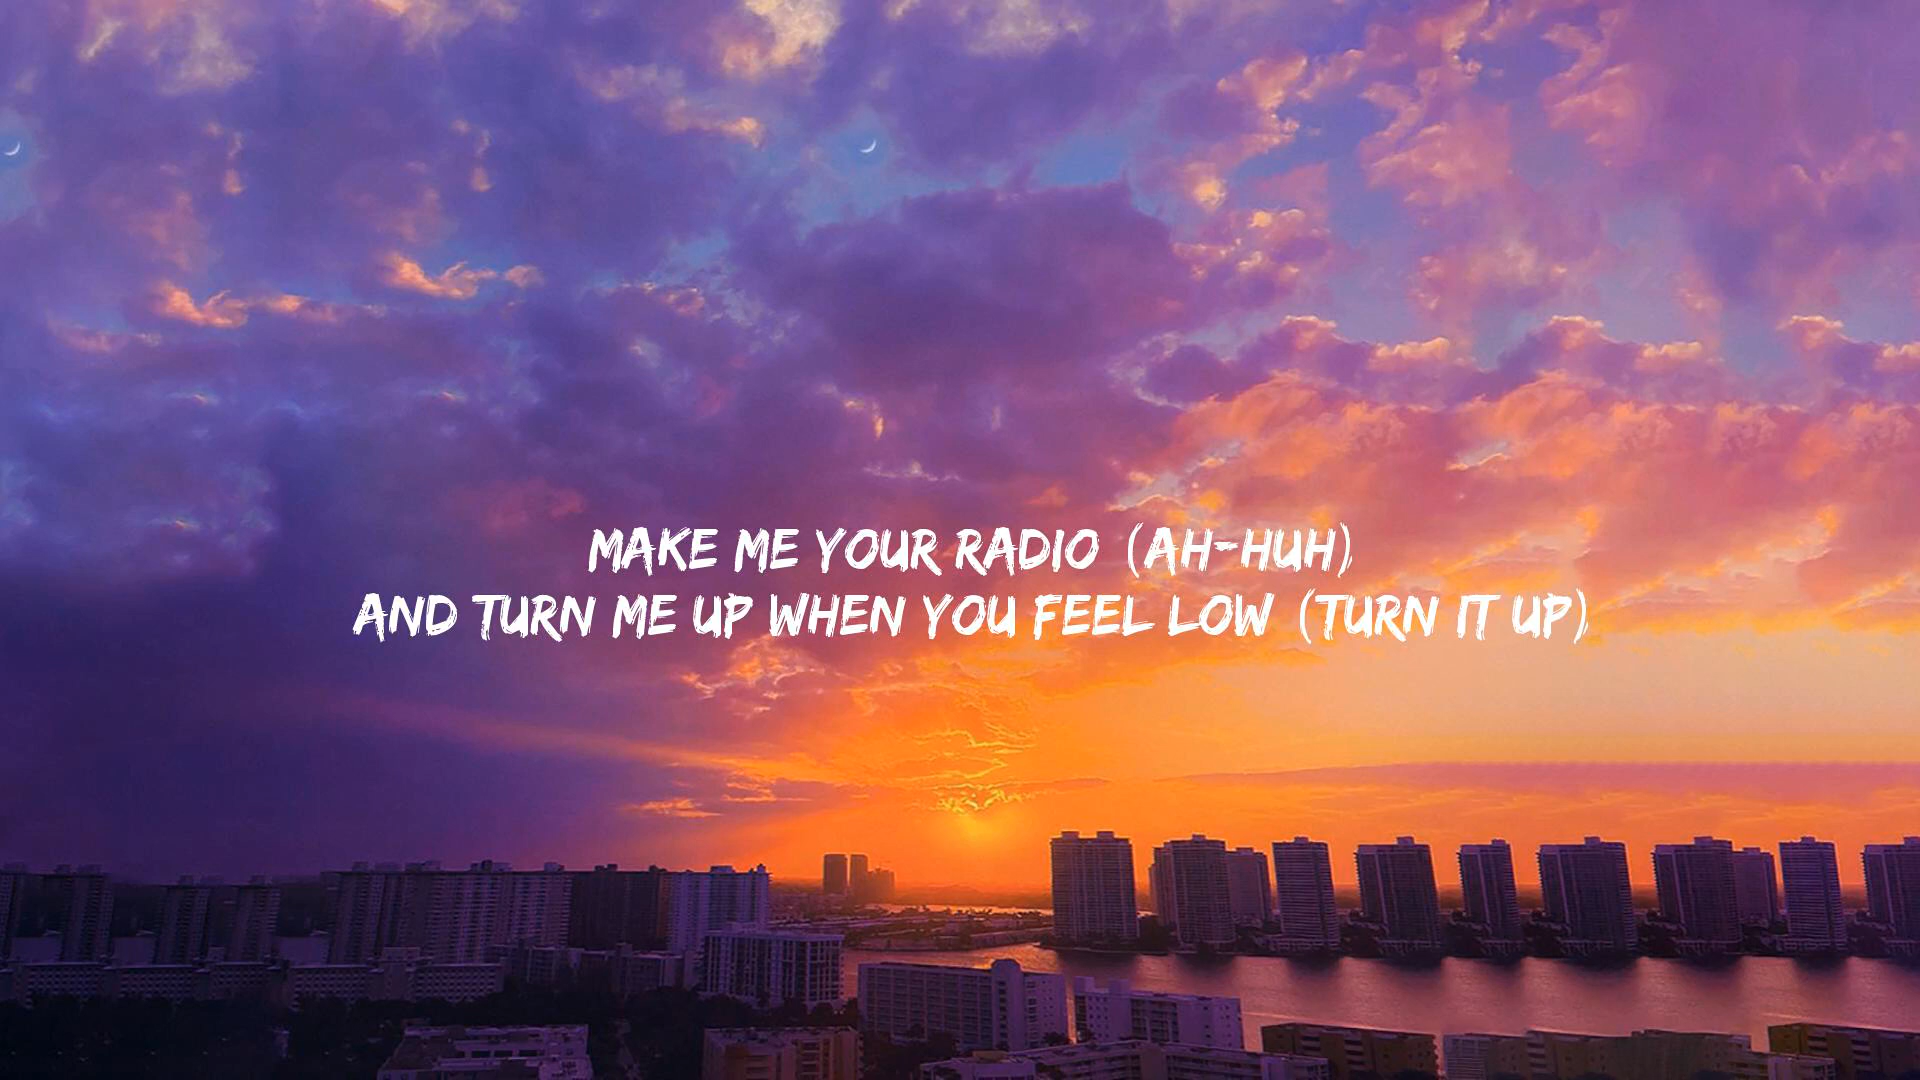 MAKE ME YOUR RADIO (AH-HUH)
AND TURN ME UP WHEN YOU FEEL LOW (TURN IT UP)